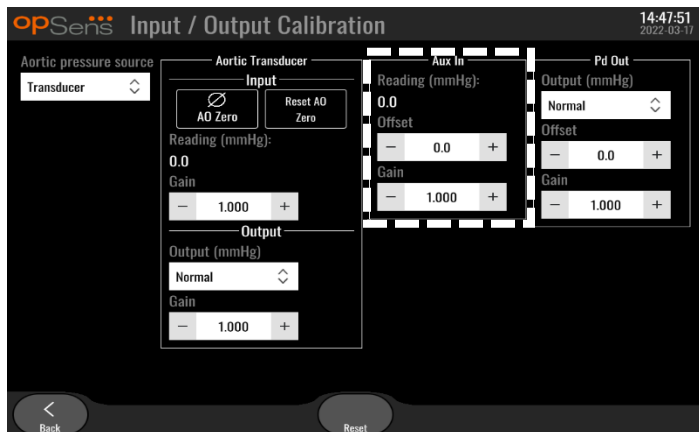 opSens Input / Output Calibration
14:47:51
2022-03-17
Aortic pressure source
Transducer
Aortic Transducer
Input
AO Zero
Reset AO
Zero
Reading (mmHg):
0.0
Gain
− 1.000 +
Output
Output (mmHg)
Normal
Gain
− 1.000 +
Aux In
Reading (mmHg):
0.0
Offset
− 0.0 +
Gain
− 1.000 +
Pd Out
Output (mmHg)
Normal
Offset
− 0.0 +
Gain
− 1.000 +
Back
Reset